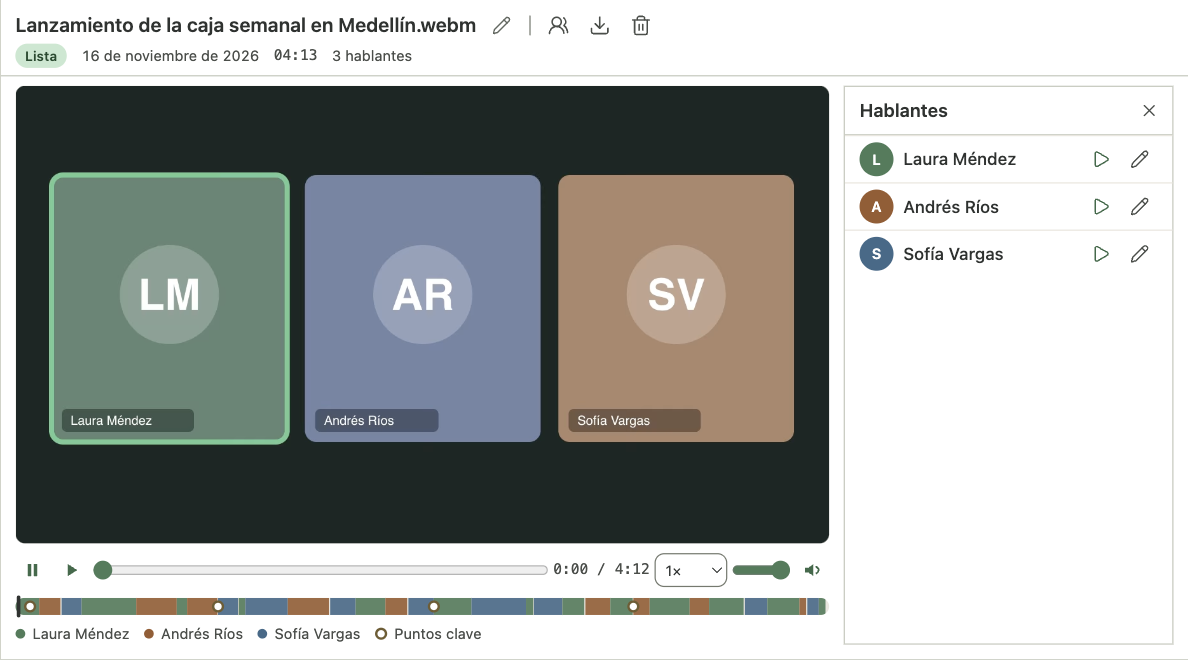 Lanzamiento de la caja semanal en Medellín.webm
Lista 16 de noviembre de 2026 04:13 3 hablantes
LM
AR
SV
Laura Méndez
Andrés Ríos
Sofía Vargas
0:00 / 4:12 1×
Laura Méndez Andrés Ríos Sofía Vargas Puntos clave
Hablantes
L Laura Méndez
A Andrés Ríos
S Sofía Vargas